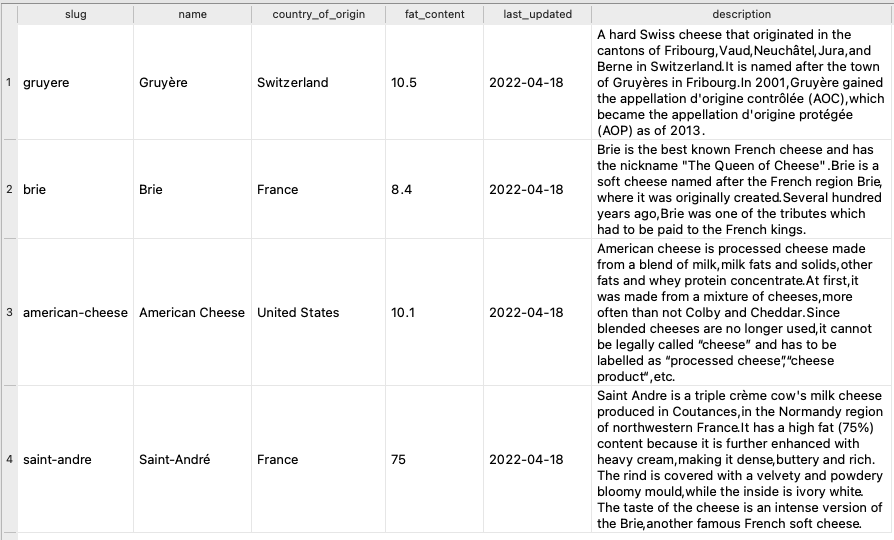 slug name country_of_origin fat_content last_updated description
1 gruyere Gruyère Switzerland 10.5 2022-04-18
A hard Swiss cheese that originated in the
cantons of Fribourg,Vaud,Neuchâtel,Jura,and
Berne in Switzerland.It is named after the town
of Gruyères in Fribourg.In 2001,Gruyère gained
the appellation d'origine contrôlée (AOC),which
became the appellation d'origine protégée
(AOP) as of 2013.
2 brie Brie France 8.4 2022-04-18
Brie is the best known French cheese and has
the nickname "The Queen of Cheese".Brie is a
soft cheese named after the French region Brie,
where it was originally created.Several hundred
years ago,Brie was one of the tributes which
had to be paid to the French kings.
3 american-cheese American Cheese United States 10.1 2022-04-18
American cheese is processed cheese made
from a blend of milk,milk fats and solids,other
fats and whey protein concentrate.At first,it
was made from a mixture of cheeses,more
often than not Colby and Cheddar.Since
blended cheeses are no longer used,it cannot
be legally called “cheese” and has to be
labelled as “processed cheese”,“cheese
product”,etc.
4 saint-andre Saint-André France 75 2022-04-18
Saint Andre is a triple crème cow's milk cheese
produced in Coutances,in the Normandy region
of northwestern France.It has a high fat (75%)
content because it is further enhanced with
heavy cream,making it dense,buttery and rich.
The rind is covered with a velvety and powdery
bloomy mould,while the inside is ivory white.
The taste of the cheese is an intense version of
the Brie,another famous French soft cheese.